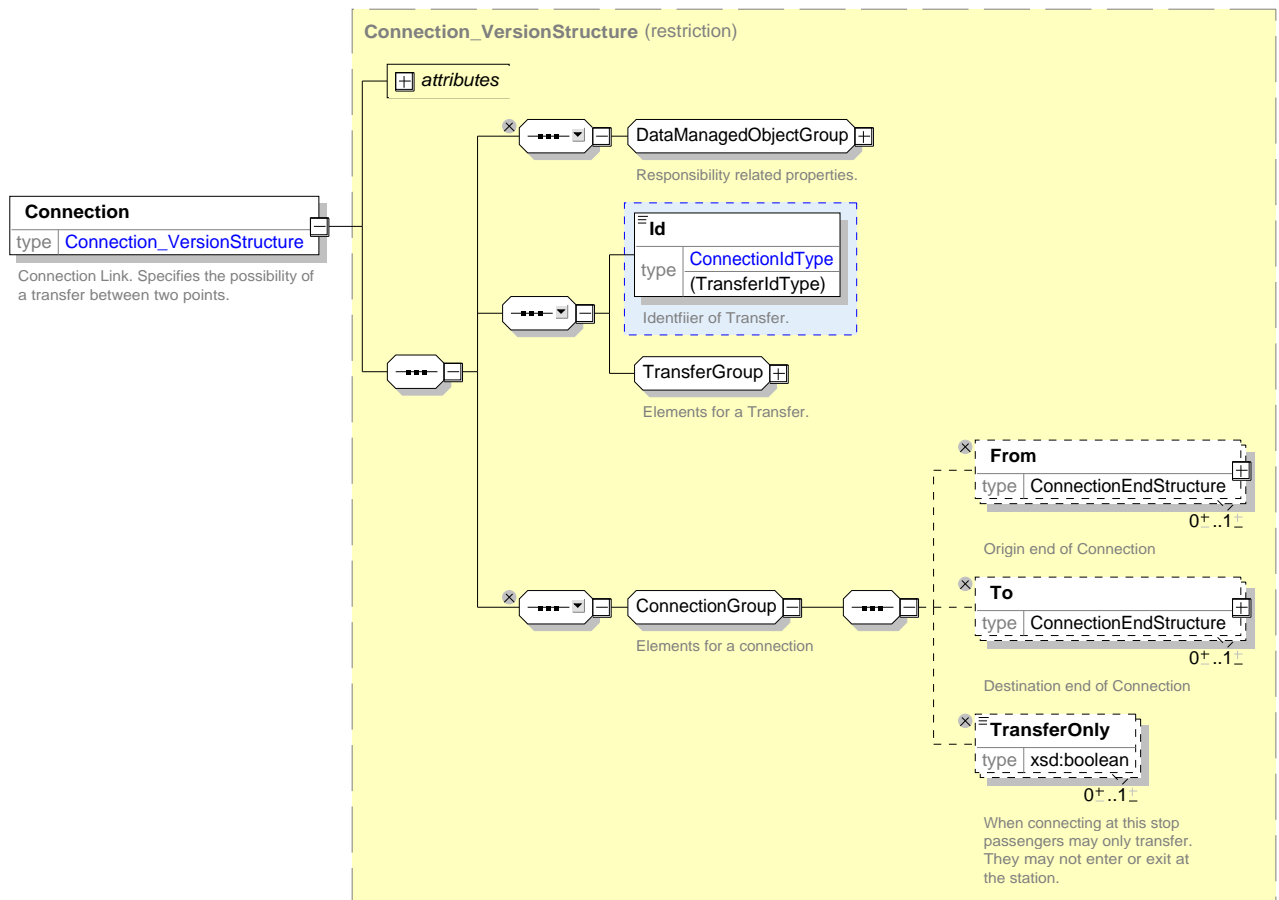 Connection_VersionStructure (restriction)
attributes
DataManagedObjectGroup
Responsibility related properties.
Connection
type Connection_VersionStructure
Connection Link. Specifies the possibility of
a transfer between two points.
Id
type ConnectionIdType
(TransferIdType)
Identfiier of Transfer.
TransferGroup
Elements for a Transfer.
From
type ConnectionEndStructure
0±..1±
Origin end of Connection
ConnectionGroup
Elements for a connection
To
type ConnectionEndStructure
0±..1±
Destination end of Connection
TransferOnly
type xsd:boolean
0±..1±
When connecting at this stop
passengers may only transfer.
They may not enter or exit at
the station.